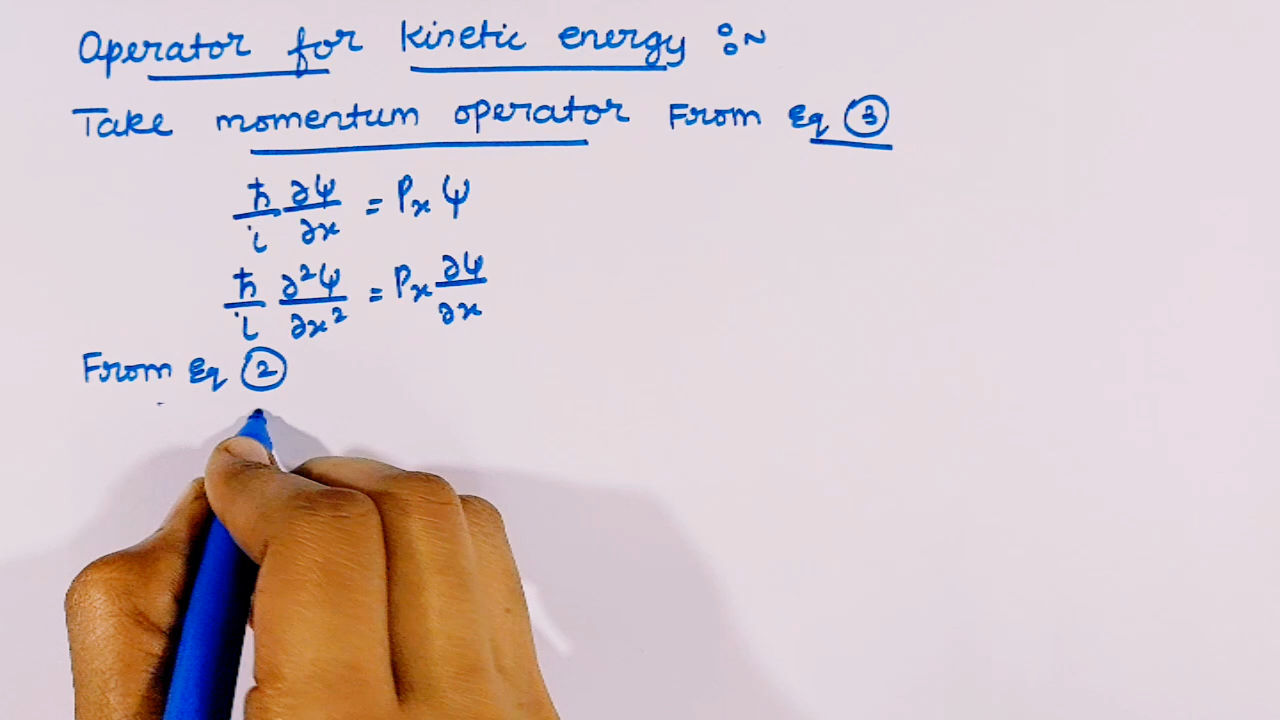 Operator for kinetic energy :~
Take momentum operator From Eq ③
ħ/i ∂ψ/∂x = Pₓ ψ
ħ/i ∂²ψ/∂x² = Pₓ ∂ψ/∂x
From Eq ②